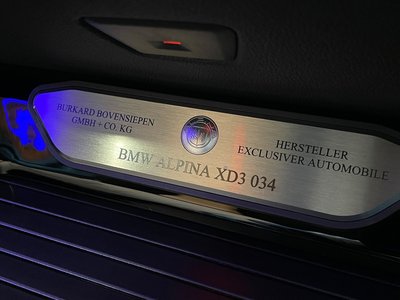 BURKARD BOVENSIEPEN
GMBH + CO. KG
HERSTELLER
EXCLUSIVER AUTOMOBILE
BMW ALPINA XD3 034